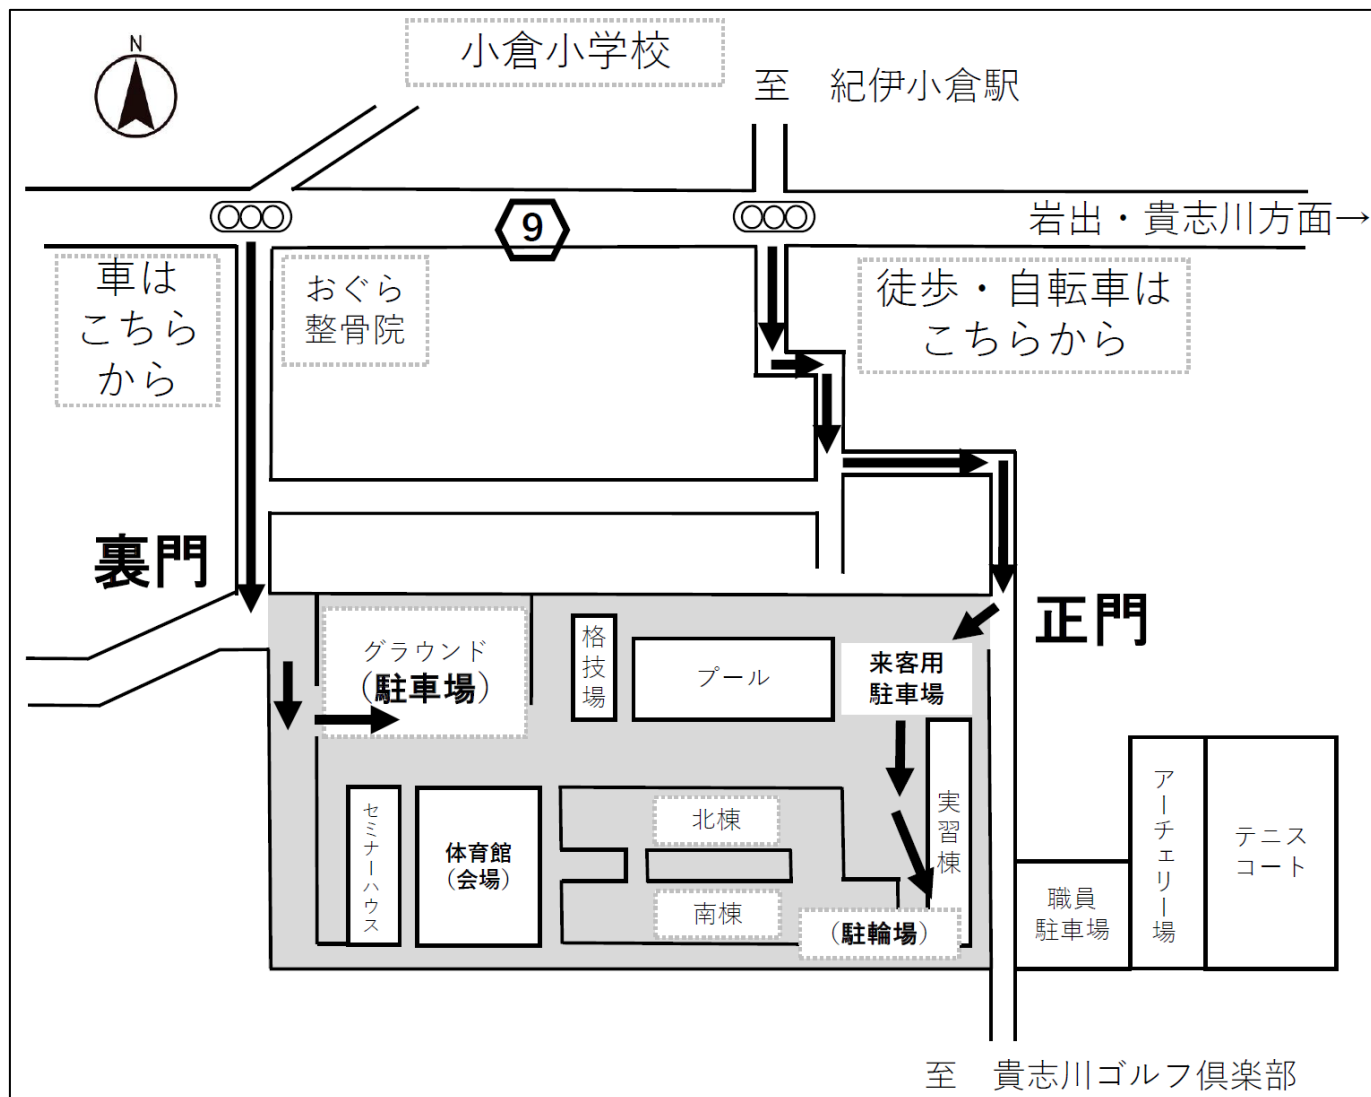 N
小倉小学校
至　紀伊小倉駅
9
岩出・貴志川方面→
車は
こちら
から
おぐら
整骨院
徒歩・自転車は
こちらから
裏門
正門
グラウンド
（駐車場）
格技場
プール
来客用
駐車場
セミナーハウス
体育館
（会場）
北棟
南棟
実習棟
（駐輪場）
職員
駐車場
アーチェリー場
テニス
コート
至　貴志川ゴルフ倶楽部